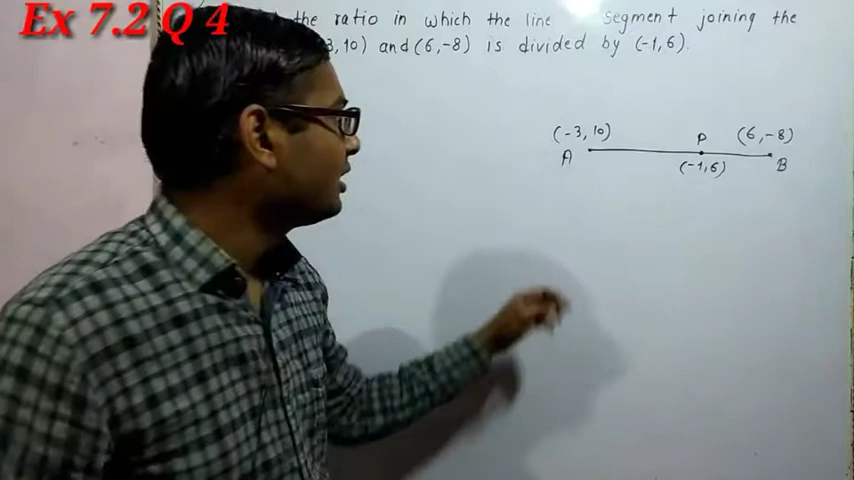 Ex 7.2 Q 4
the ratio in which the line segment joining the
3, 10) and (6, -8) is divided by (-1, 6).
(-3, 10) P (6, -8)
A (-1, 6) B